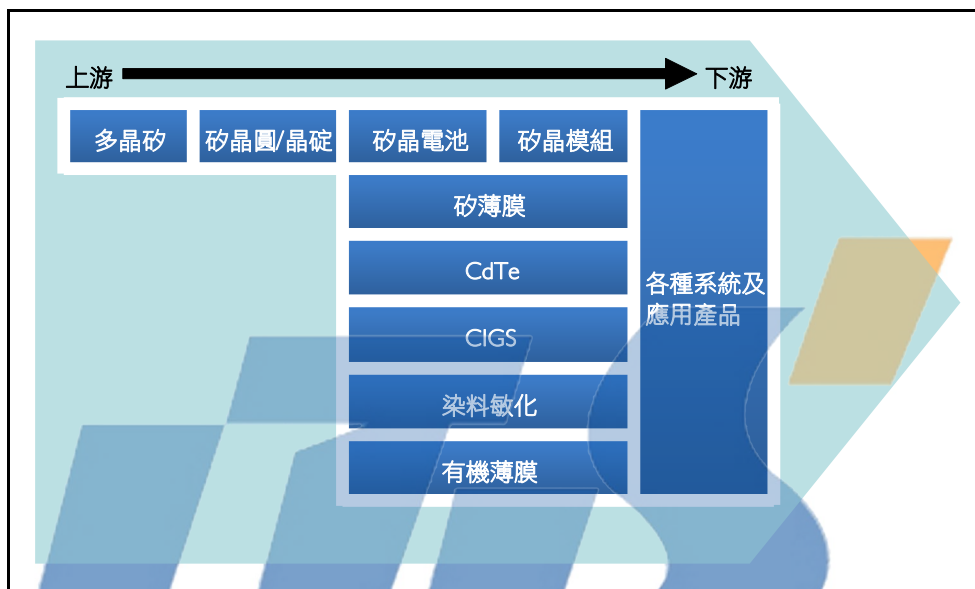 上游
下游
多晶矽
矽晶圓/晶碇
矽晶電池
矽晶模組
矽薄膜
CdTe
CIGS
染料敏化
有機薄膜
各種系統及
應用產品